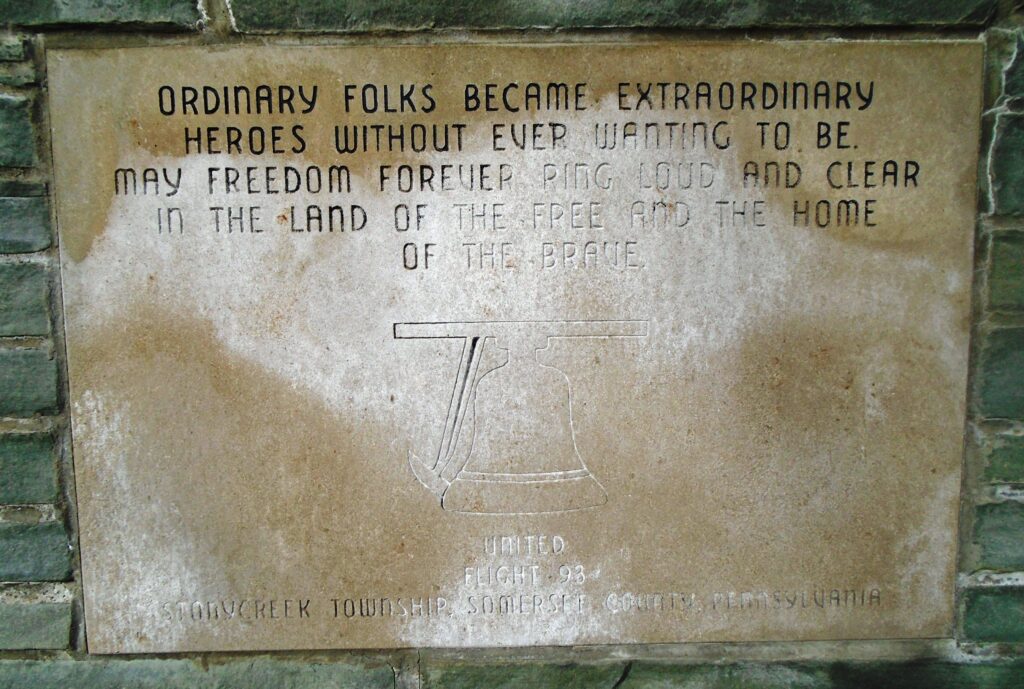 ORDINARY FOLKS BECAME EXTRAORDINARY
HEROES WITHOUT EVER WANTING TO BE.
MAY FREEDOM FOREVER RING LOUD AND CLEAR
IN THE LAND OF THE FREE AND THE HOME
OF THE BRAVE.
UNITED
FLIGHT 93
STONYCREEK TOWNSHIP, SOMERSET COUNTY, PENNSYLVANIA